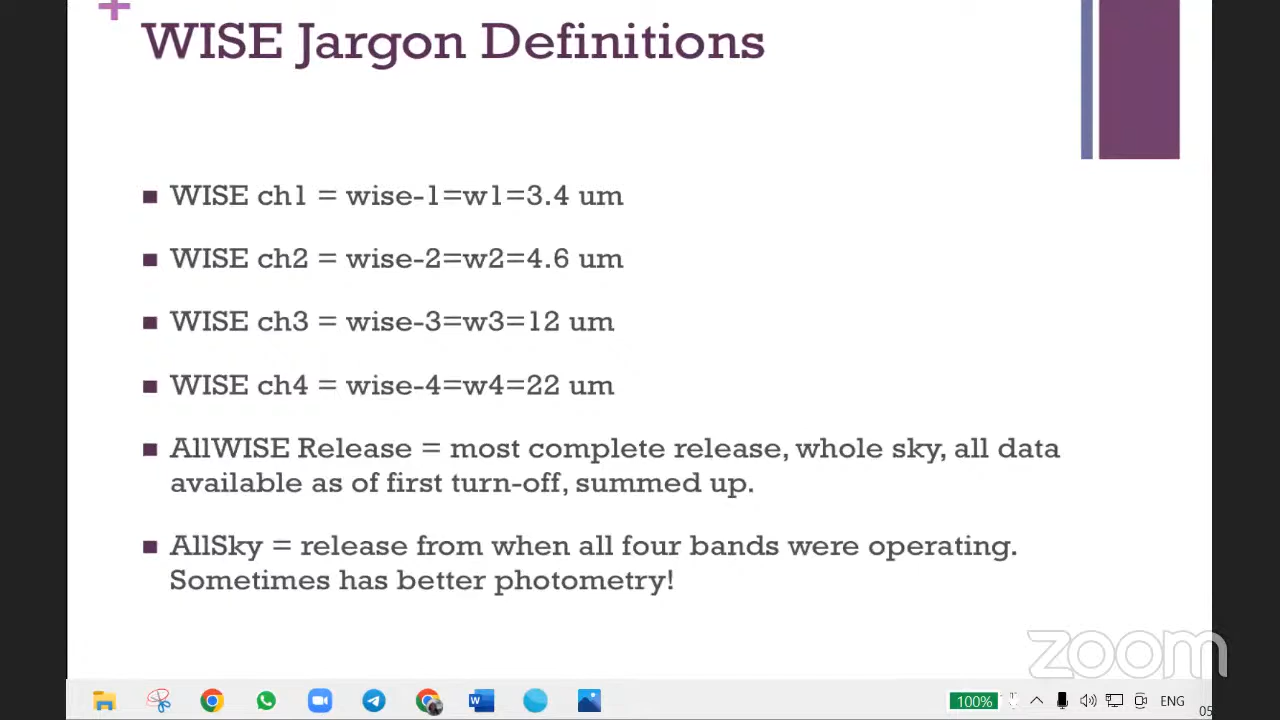 WISE Jargon Definitions
WISE ch1 = wise-1=w1=3.4 um
WISE ch2 = wise-2=w2=4.6 um
WISE ch3 = wise-3=w3=12 um
WISE ch4 = wise-4=w4=22 um
AllWISE Release = most complete release, whole sky, all data
available as of first turn-off, summed up.
AllSky = release from when all four bands were operating.
Sometimes has better photometry!
zoom
W
100%
ENG
05